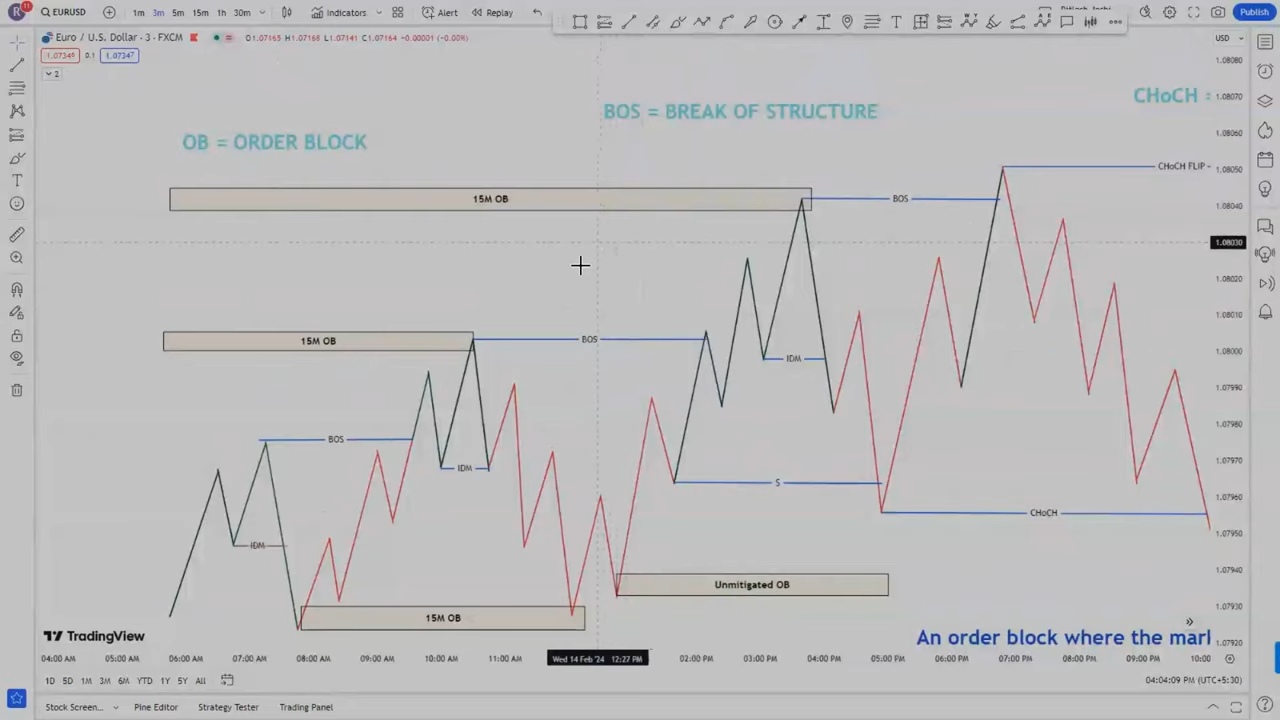 EURUSD 1m 3m 5m 15m 1h 30m Indicators Alert Replay Publish
Euro / U.S. Dollar · 3 · FXCM O1.07165 H1.07168 L1.07141 C1.07164 -0.00001 (-0.00%) USD
1.07346 0.1 1.07347
2
1.08080
CHoCH =
1.08070
BOS = BREAK OF STRUCTURE
1.08060
OB = ORDER BLOCK
CHoCH FLIP
1.08050
15M OB
BOS
1.08040
1.08030
1.08020
1.08010
15M OB
BOS
1.08000
IDM
1.07990
1.07980
BOS
IDM
1.07970
S
1.07960
CHoCH
1.07950
IDM
1.07940
Unmitigated OB
1.07930
15M OB
TradingView
An order block where the marl
1.07920
04:00 AM 05:00 AM 06:00 AM 07:00 AM 08:00 AM 09:00 AM 10:00 AM 11:00 AM Wed 14 Feb '24 12:27 PM 02:00 PM 03:00 PM 04:00 PM 05:00 PM 06:00 PM 07:00 PM 08:00 PM 09:00 PM 10:00
1D 5D 1M 3M 6M YTD 1Y 5Y All 04:04:09 PM (UTC+5:30)
Stock Screen... Pine Editor Strategy Tester Trading Panel